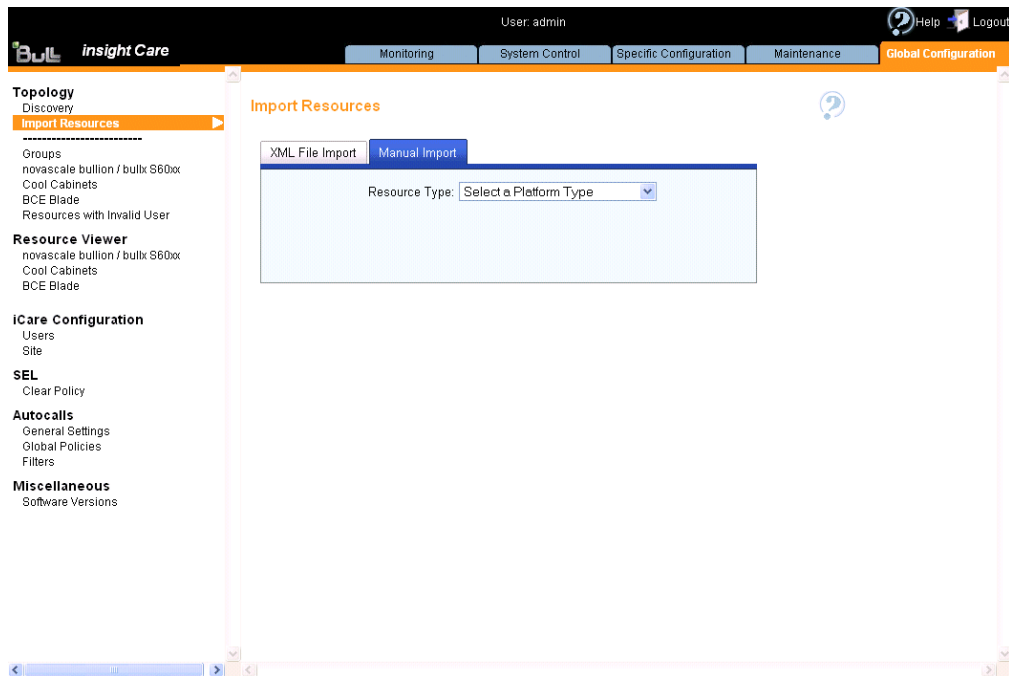 User: admin
Help
Logout
Bull
insight Care
Monitoring
System Control
Specific Configuration
Maintenance
Global Configuration
Topology
Discovery
Import Resources
-------------------------
Groups
novascale bullion / bullx S60xx
Cool Cabinets
BCE Blade
Resources with Invalid User
Resource Viewer
novascale bullion / bullx S60xx
Cool Cabinets
BCE Blade
iCare Configuration
Users
Site
SEL
Clear Policy
Autocalls
General Settings
Global Policies
Filters
Miscellaneous
Software Versions
Import Resources
XML File Import
Manual Import
Resource Type: Select a Platform Type